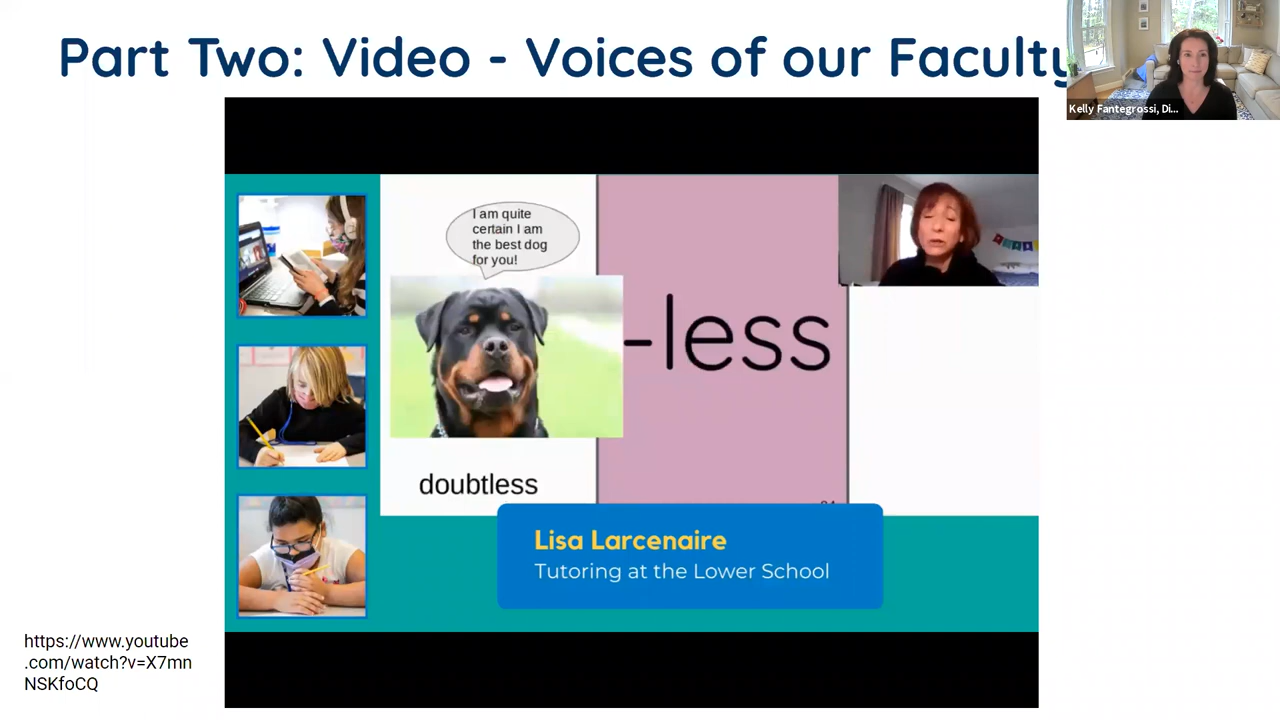 Part Two: Video - Voices of our Faculty
Kelly Fantegrossi, Di...
I am quite
certain I am
the best dog
for you!
-less
doubtless
Lisa Larcenaire
Tutoring at the Lower School
https://www.youtube
.com/watch?v=X7mn
NSKfoCQ